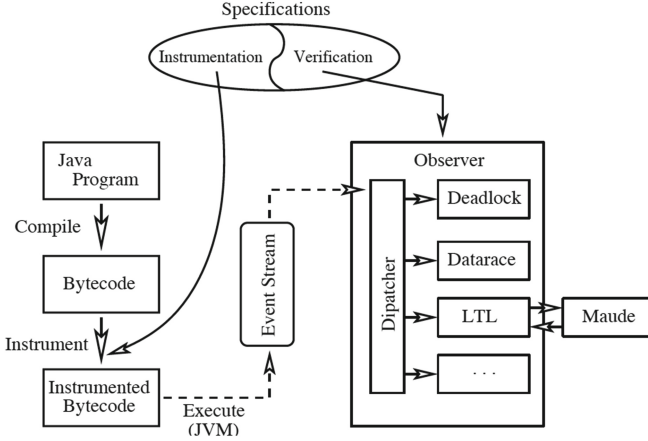 Specifications
Instrumentation
Verification
Java
Program
Compile
Bytecode
Instrument
Instrumented
Bytecode
Execute
(JVM)
Event Stream
Observer
Dipatcher
Deadlock
Datarace
LTL
. . .
Maude